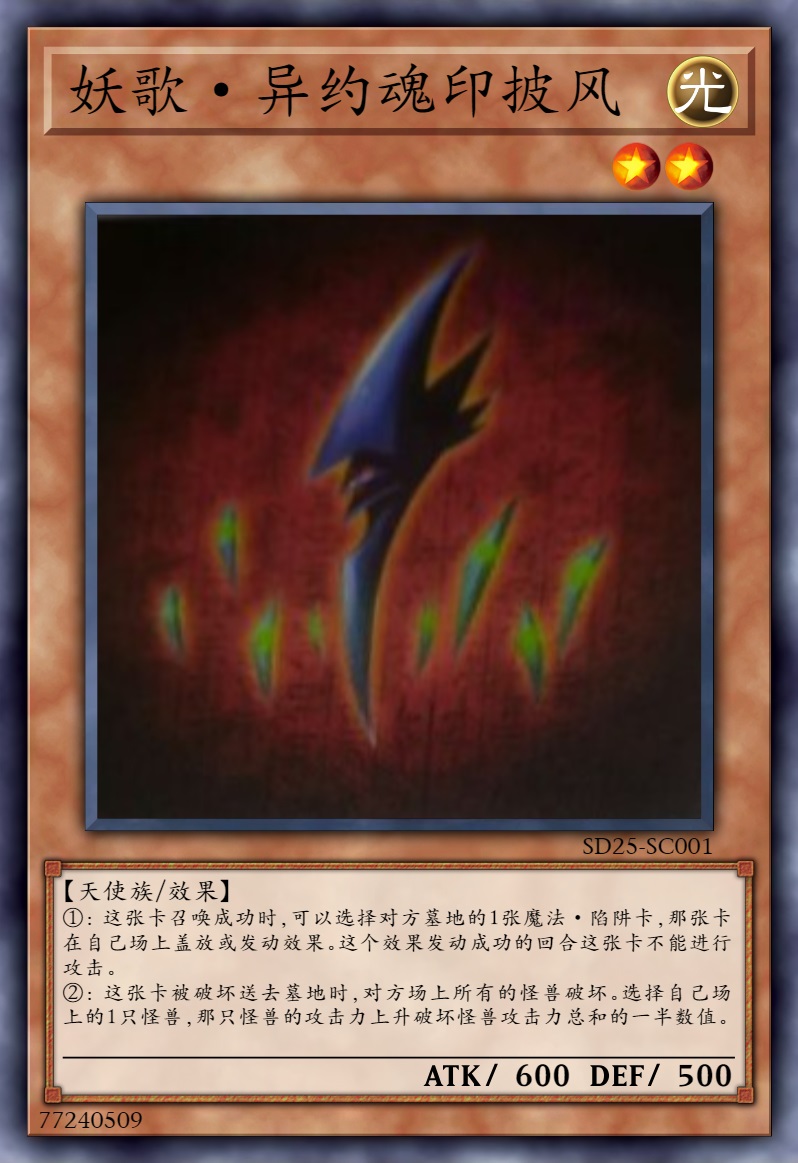 妖歌·异约魂印披风
光
SD25-SC001
【天使族/效果】
①：这张卡召唤成功时，可以选择对方墓地的1张魔法·陷阱卡，那张卡
在自己场上盖放或发动效果。这个效果发动成功的回合这张卡不能进行
攻击。
②：这张卡被破坏送去墓地时，对方场上所有的怪兽破坏。选择自己场
上的1只怪兽，那只怪兽的攻击力上升破坏怪兽攻击力总和的一半数值。
ATK/ 600 DEF/ 500
77240509